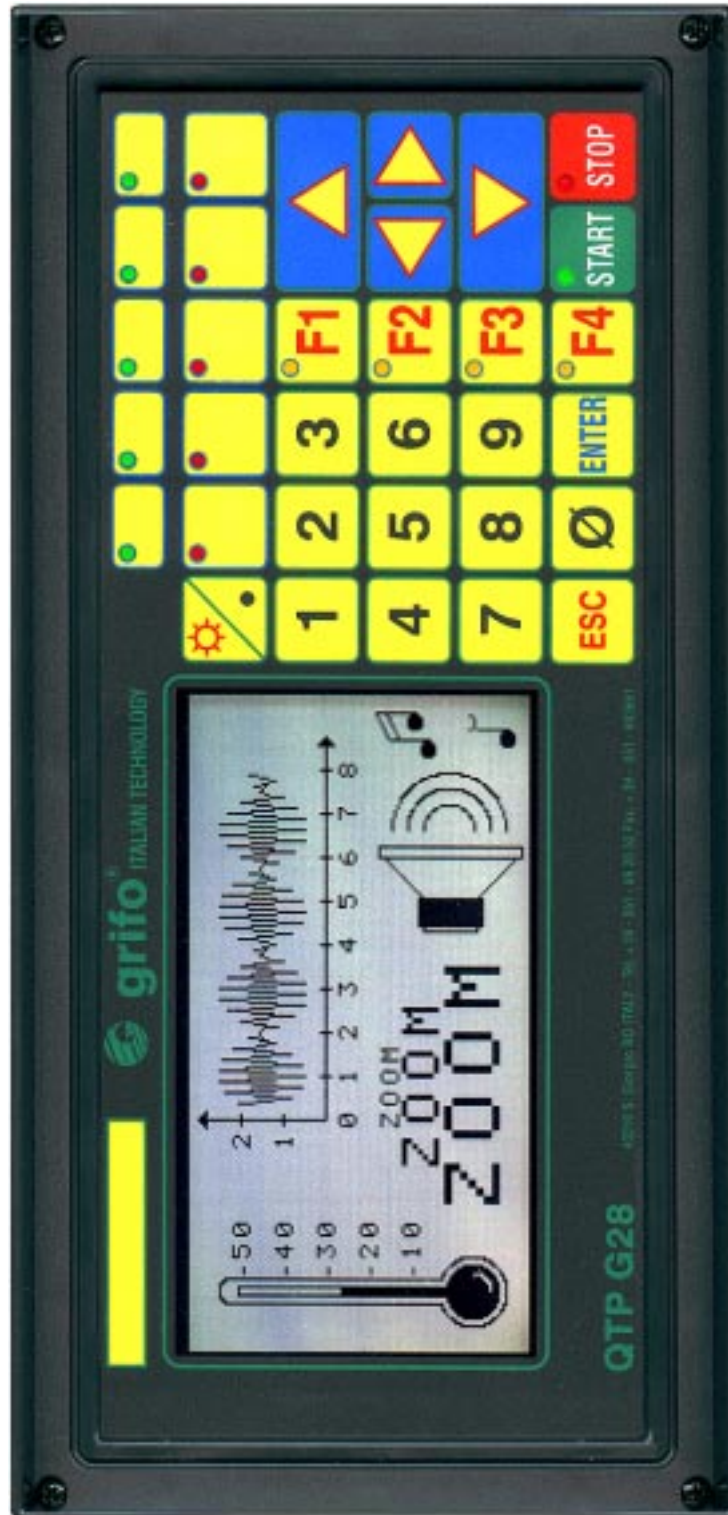 grifo® ITALIAN TECHNOLOGY
2
1
0 1 2 3 4 5 6 7 8
-50
-40
-30
-20
-10
ZOOM
ZOOM
ZOOM
QTP G28
1 2 3 F1
4 5 6 F2
7 8 9 F3
ESC Ø ENTER F4 START STOP